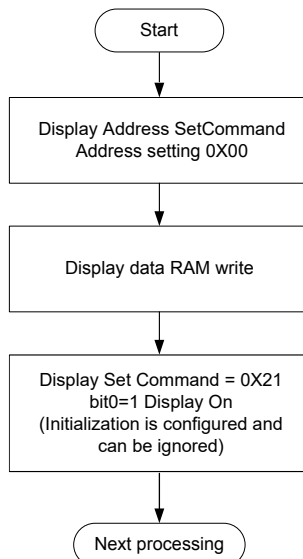 Start
Display Address SetCommand
Address setting 0X00
Display data RAM write
Display Set Command = 0X21
bit0=1 Display On
(Initialization is configured and
can be ignored)
Next processing